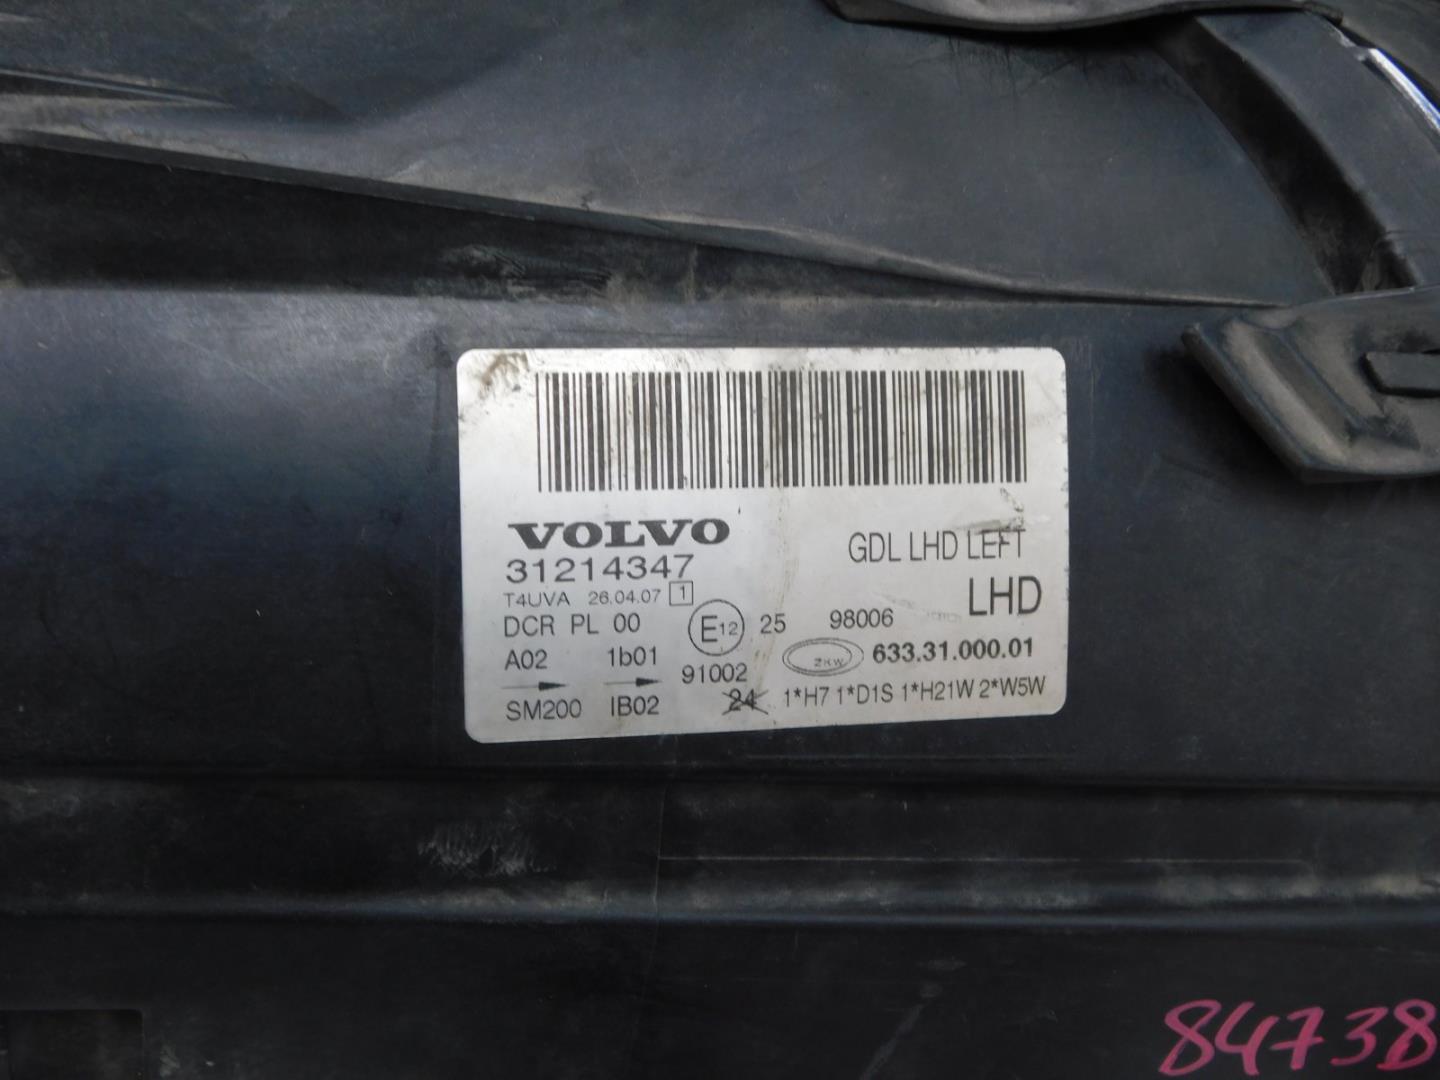 VOLVO
31214347
GDL LHD LEFT
T4UVA 26.04.07 1
LHD
DCR PL 00 E12 25 98006
A02 1b01 91002 ZKW 633.31.000.01
SM200 IB02 24 1*H7 1*D1S 1*H21W 2*W5W
84738